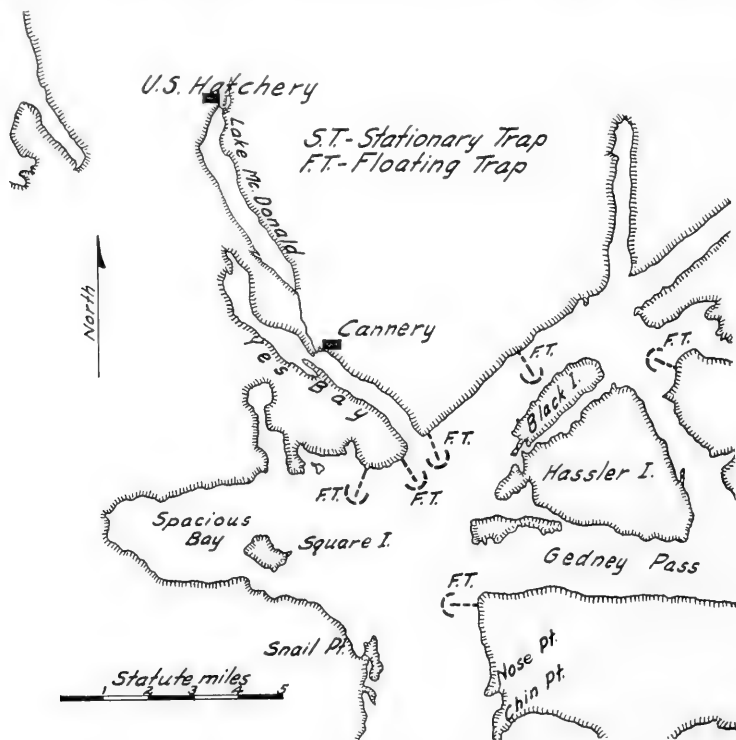 U.S. Hatchery
Lake Mc.Donald
S.T.-Stationary Trap
F.T.-Floating Trap
North
Cannery
Yes Bay
F.T.
F.T.
Black I.
F.T.
Hassler I.
F.T.
F.T.
Spacious
Bay
Square I.
Gedney Pass
F.T.
Snail Pt.
Nose Pt.
Chin Pt.
Statute miles
1 2 3 4 5